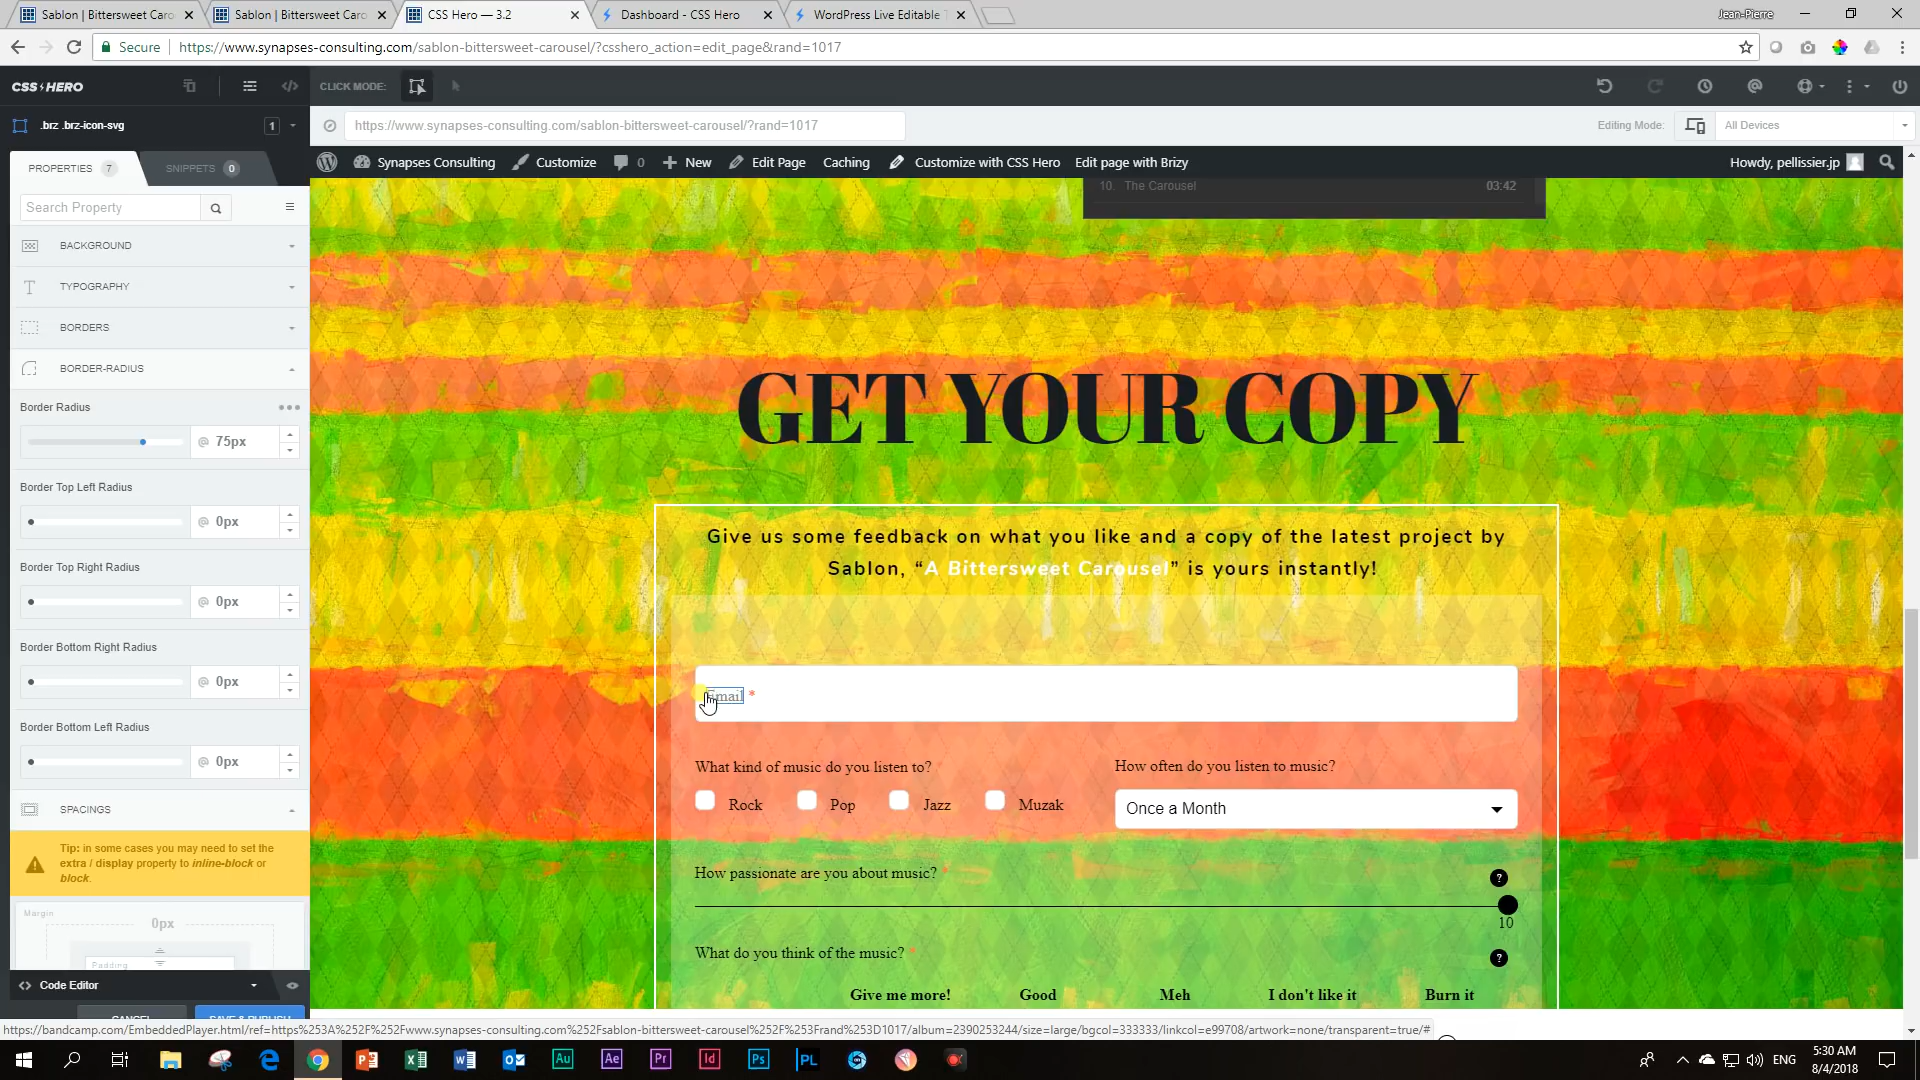 Sablon | Bittersweet Caro
Sablon | Bittersweet Caro
CSS Hero — 3.2
Dashboard - CSS Hero
WordPress Live Editable
Jean-Pierre
Secure
https://www.synapses-consulting.com/sablon-bittersweet-carousel/?csshero_action=edit_page&rand=1017
CSS HERO
CLICK MODE:
.brz .brz-icon-svg
1
https://www.synapses-consulting.com/sablon-bittersweet-carousel/?rand=1017
Editing Mode:
All Devices
PROPERTIES 7
SNIPPETS 0
Synapses Consulting
Customize
0
New
Edit Page
Caching
Customize with CSS Hero
Edit page with Brizy
Howdy, pellissier.jp
Search Property
10. The Carousel 03:42
BACKGROUND
TYPOGRAPHY
BORDERS
BORDER-RADIUS
Border Radius
@ 75px
Border Top Left Radius
@ 0px
Border Top Right Radius
@ 0px
Border Bottom Right Radius
@ 0px
Border Bottom Left Radius
@ 0px
SPACINGS
Tip: in some cases you may need to set the
extra / display property to inline-block or
block.
Margin
0px
Padding
Code Editor
CANCEL
SAVE & PUBLISH
GET YOUR COPY
Give us some feedback on what you like and a copy of the latest project by
Sablon, “A Bittersweet Carousel” is yours instantly!
Email *
What kind of music do you listen to?
How often do you listen to music?
Rock
Pop
Jazz
Muzak
Once a Month
How passionate are you about music? *
?
10
What do you think of the music? *
?
Give me more!
Good
Meh
I don't like it
Burn it
https://bandcamp.com/EmbeddedPlayer.html/ref=https%253A%252F%252Fwww.synapses-consulting.com%252Fsablon-bittersweet-carousel%252F%253Frand%253D1017/album=2390253244/size=large/bgcol=333333/linkcol=e99708/artwork=none/transparent=true/#
Au
Ae
Pr
Id
Ps
PL
ENG
5:30 AM
8/4/2018